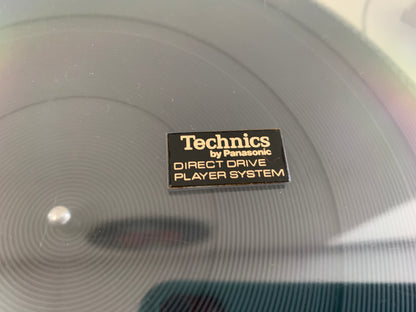 Technics
by Panasonic
DIRECT DRIVE
PLAYER SYSTEM